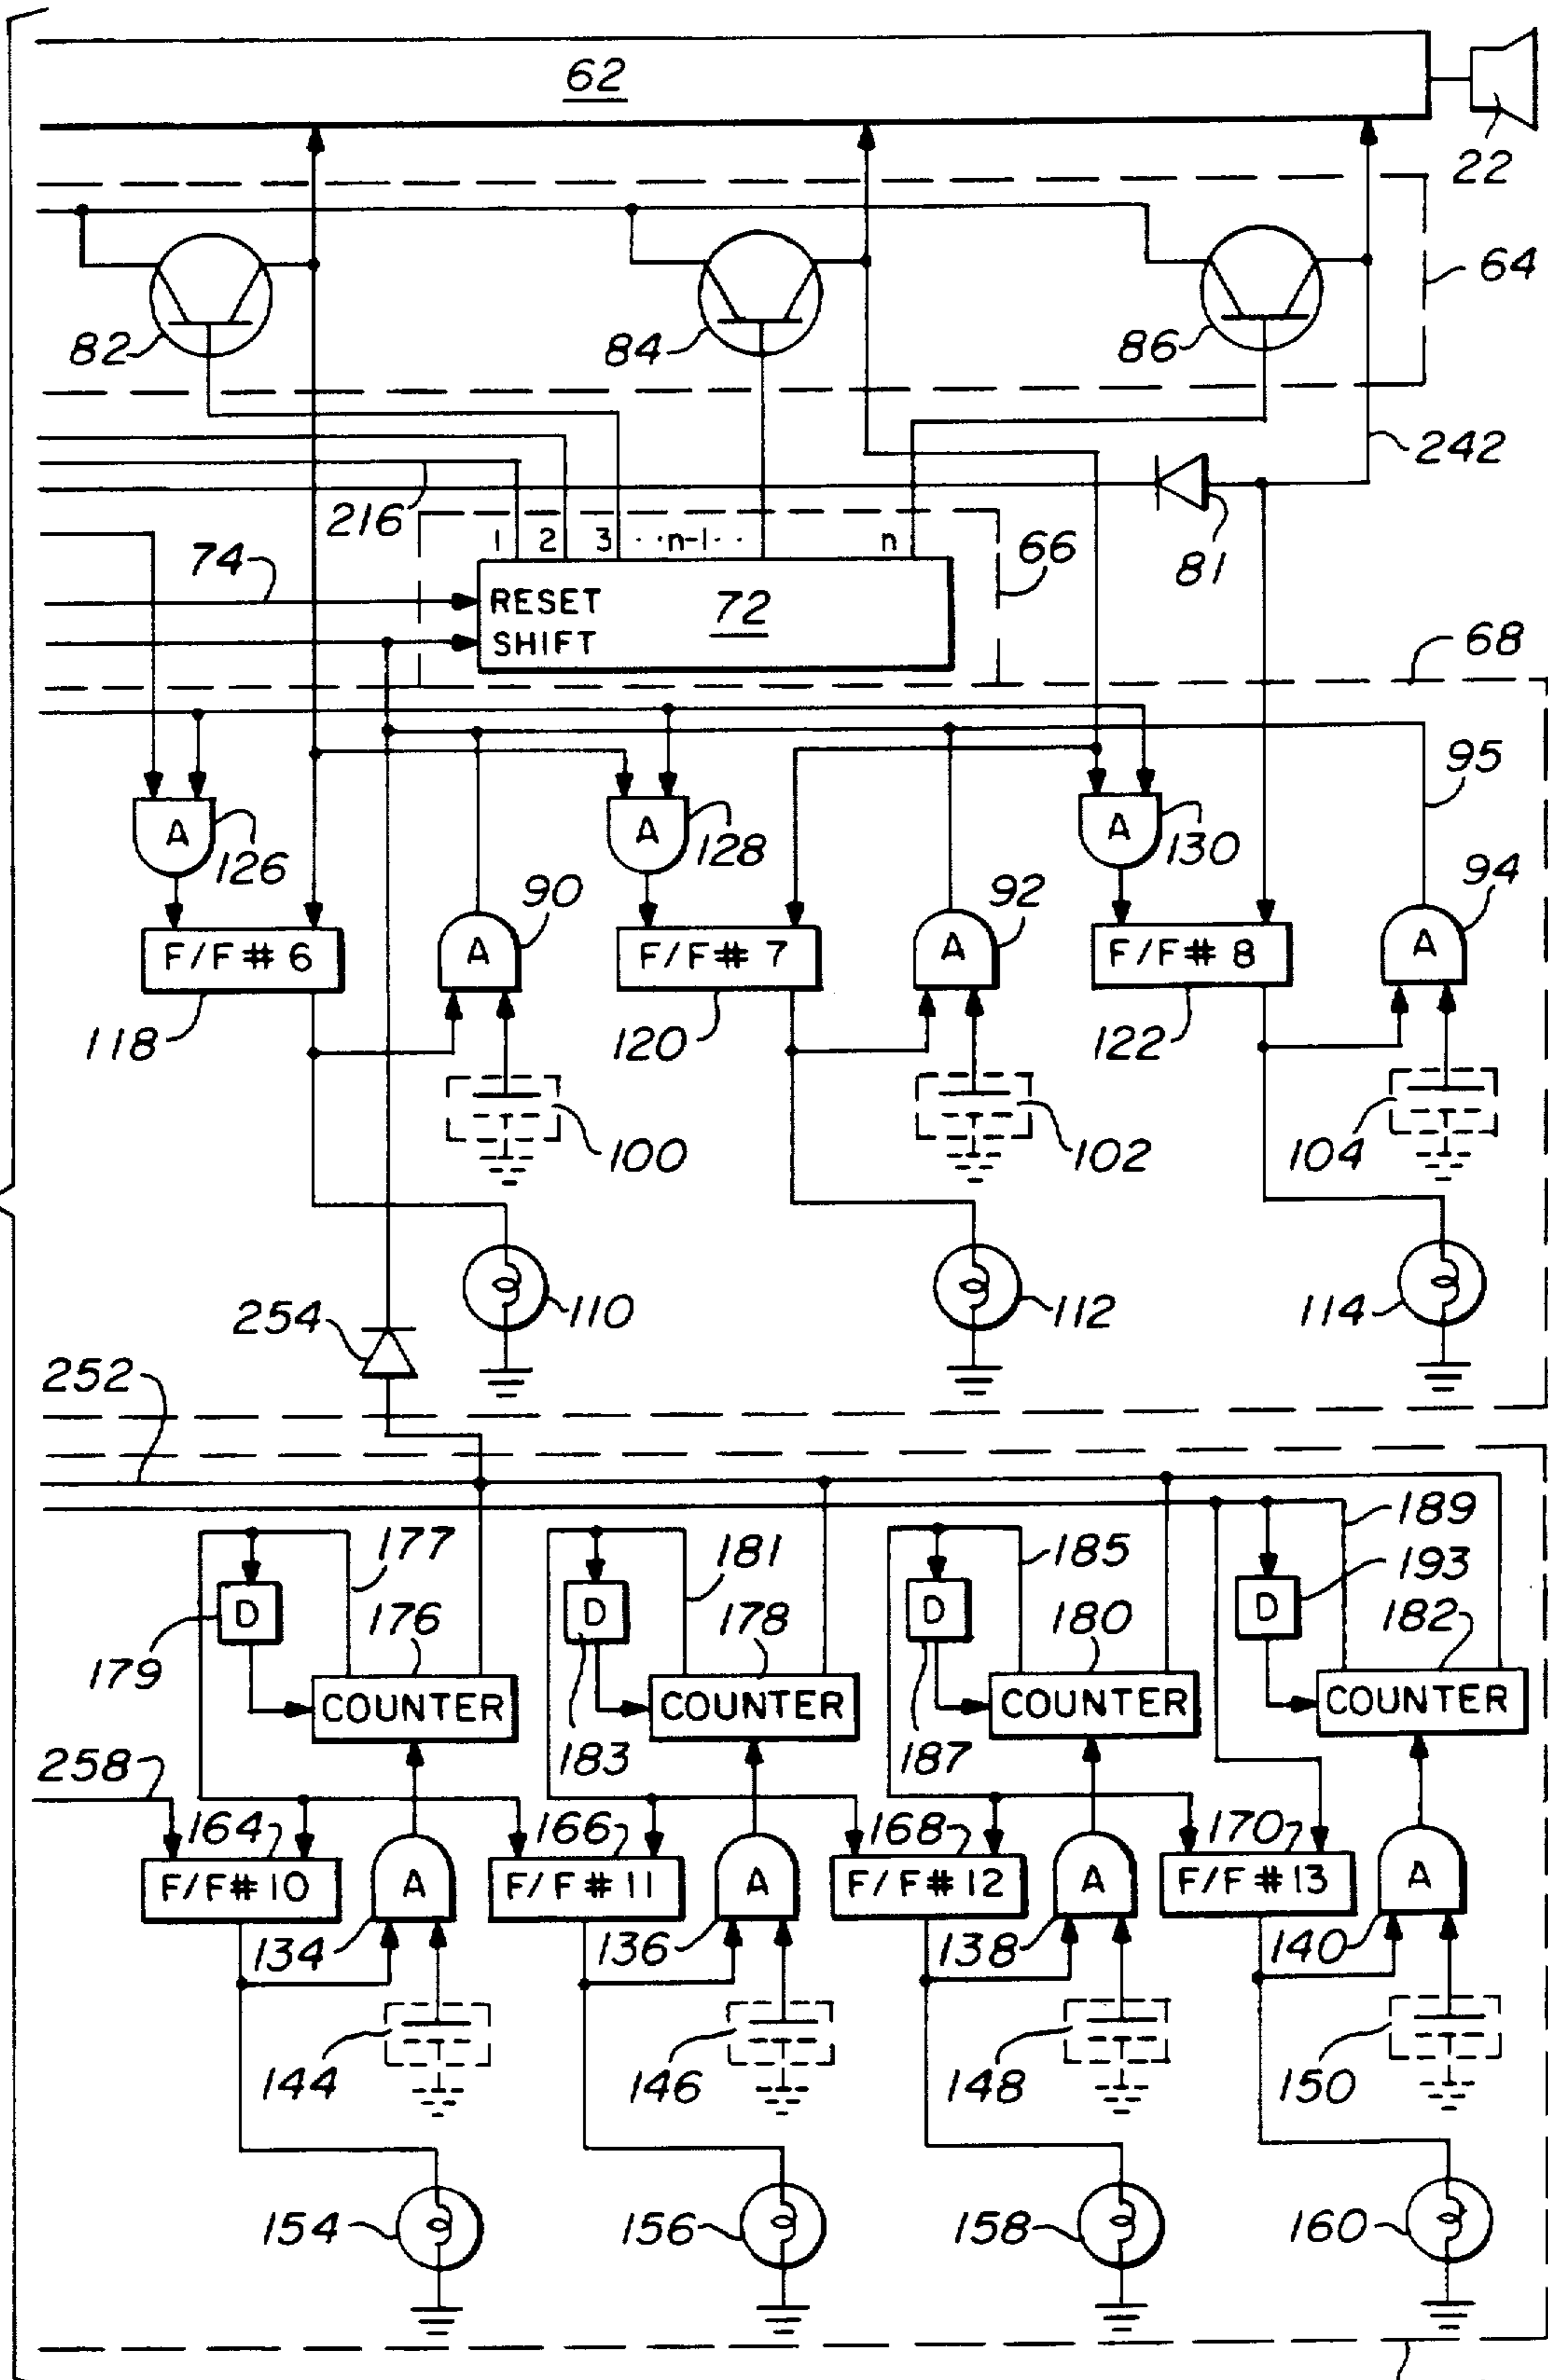 62
22
64
82
84
86
242
216
1 2 3 ··n-1·· n
66
81
74
RESET
72
SHIFT
68
95
A
126
A
128
A
130
90
92
94
F/F# 6
A
F/F# 7
A
F/F# 8
A
118
120
122
100
102
104
110
112
114
254
252
177
181
185
189
193
D
D
D
D
176
178
180
182
179
COUNTER
COUNTER
COUNTER
COUNTER
183
187
258
164
166
168
170
F/F# 10
A
F/F# 11
A
F/F# 12
A
F/F# 13
A
134
136
138
140
144
146
148
150
154
156
158
160